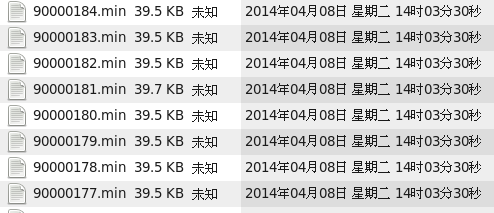 90000184.min 39.5 KB 未知 2014年04月08日 星期二 14时03分30秒
90000183.min 39.5 KB 未知 2014年04月08日 星期二 14时03分30秒
90000182.min 39.5 KB 未知 2014年04月08日 星期二 14时03分30秒
90000181.min 39.7 KB 未知 2014年04月08日 星期二 14时03分30秒
90000180.min 39.5 KB 未知 2014年04月08日 星期二 14时03分30秒
90000179.min 39.5 KB 未知 2014年04月08日 星期二 14时03分30秒
90000178.min 39.5 KB 未知 2014年04月08日 星期二 14时03分30秒
90000177.min 39.5 KB 未知 2014年04月08日 星期二 14时03分30秒